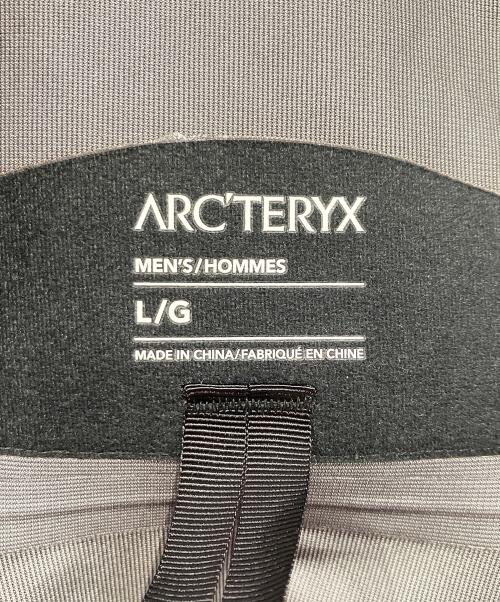 ARC'TERYX
MEN'S/HOMMES
L/G
MADE IN CHINA/FABRIQUÉ EN CHINE